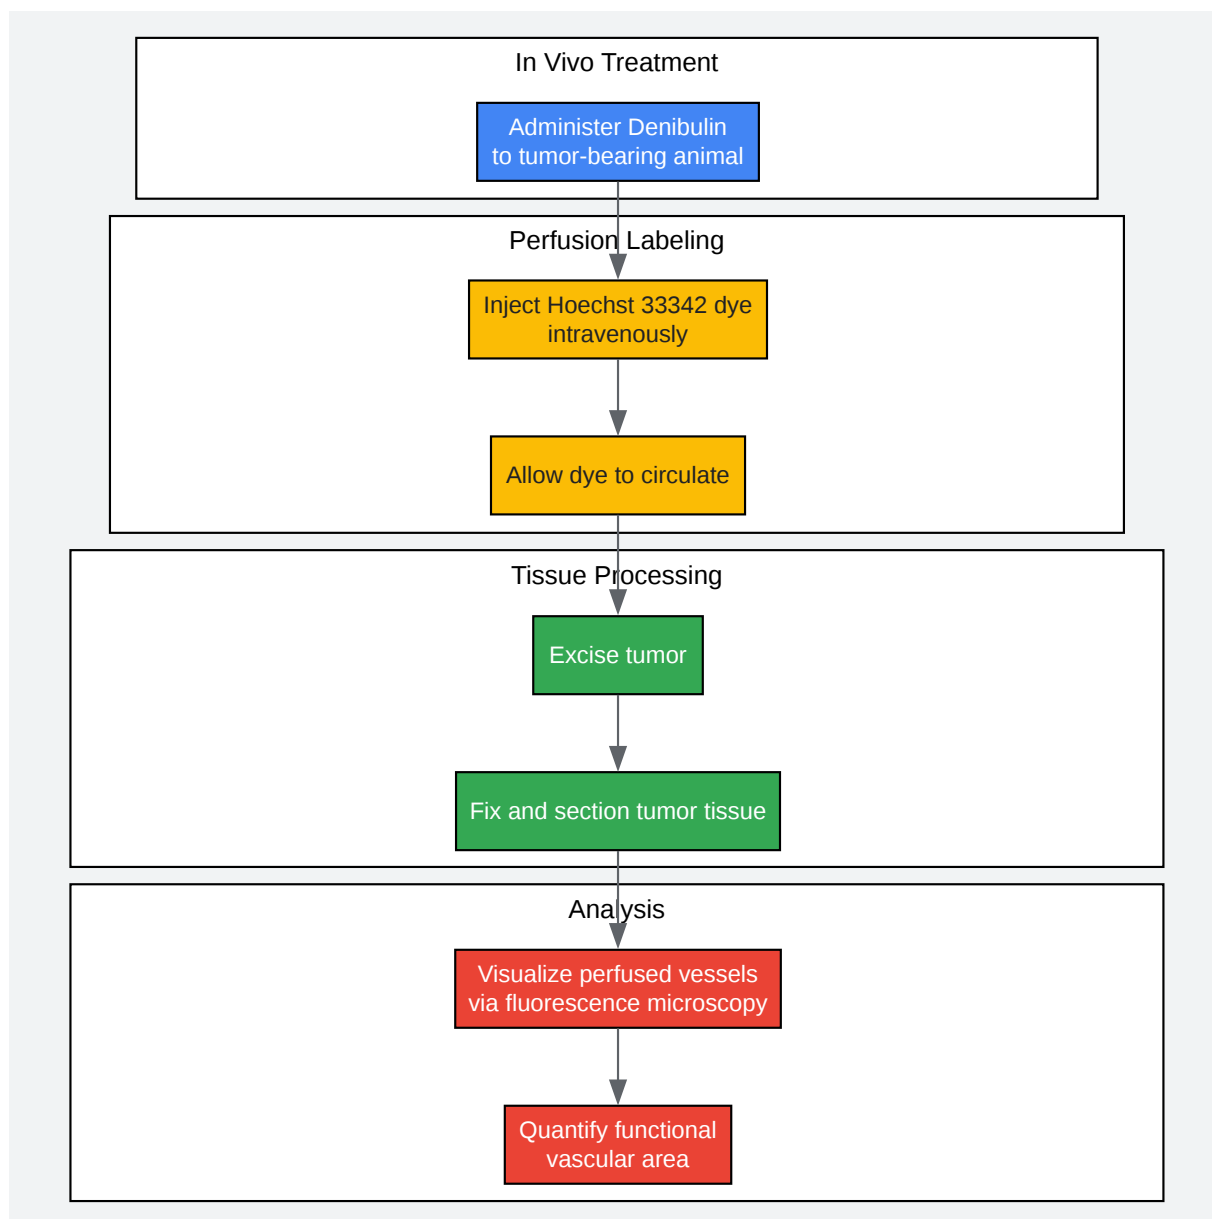 In Vivo Treatment
Administer Denibulin
to tumor-bearing animal
Perfusion Labeling
Inject Hoechst 33342 dye
intravenously
Allow dye to circulate
Tissue Processing
Excise tumor
Fix and section tumor tissue
Analysis
Visualize perfused vessels
via fluorescence microscopy
Quantify functional
vascular area